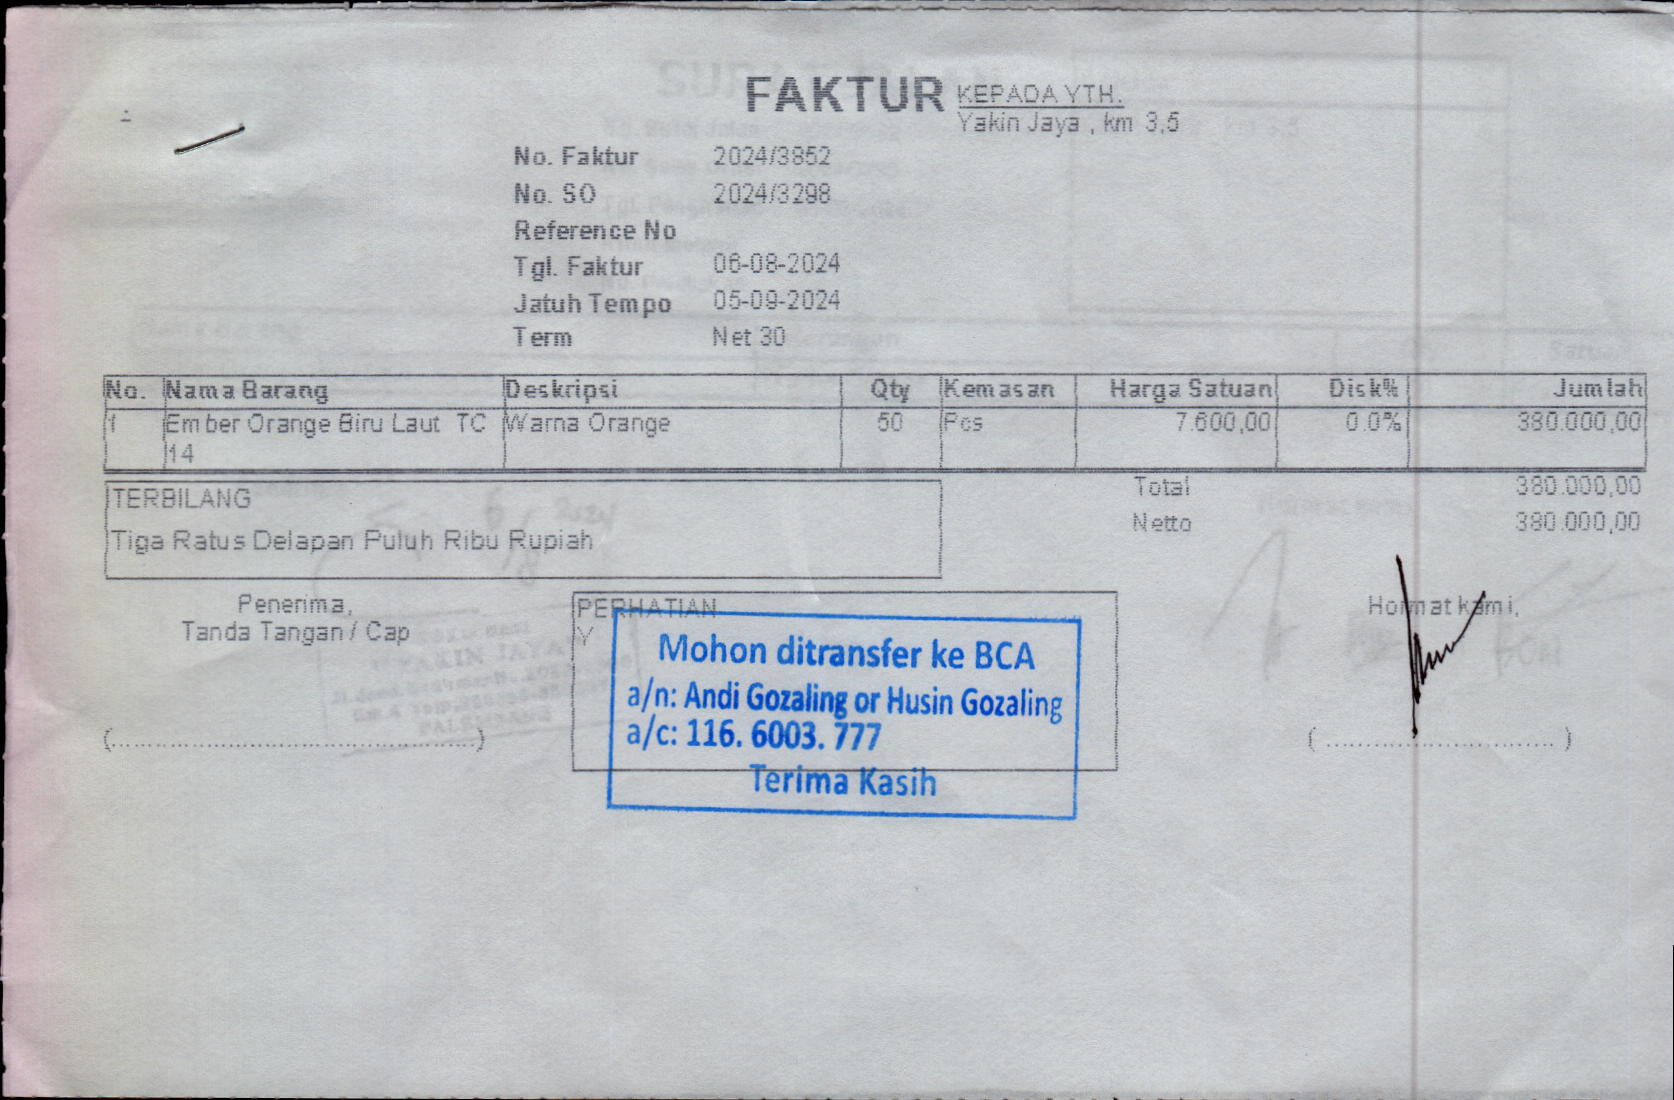 FAKTUR
KEPADA YTH.
Yakin Jaya , km 3,5
No. Faktur 2024/3852
No. SO 2024/3298
Reference No
Tgl. Faktur 06-08-2024
Jatuh Tempo 05-09-2024
Term Net 30
No. Nama Barang Deskripsi Qty Kemasan Harga Satuan Disk% Jumlah
1 Ember Orange Biru Laut TC Warna Orange 50 Pcs 7.600,00 0.0% 380.000,00
14
Total 380.000,00
Netto 380.000,00
TERBILANG
Tiga Ratus Delapan Puluh Ribu Rupiah
Penerima,
Tanda Tangan / Cap
(..................................................)
PERHATIAN
Y
Mohon ditransfer ke BCA
a/n: Andi Gozaling or Husin Gozaling
a/c: 116. 6003. 777
Terima Kasih
Hormat kami,
( ................................ )